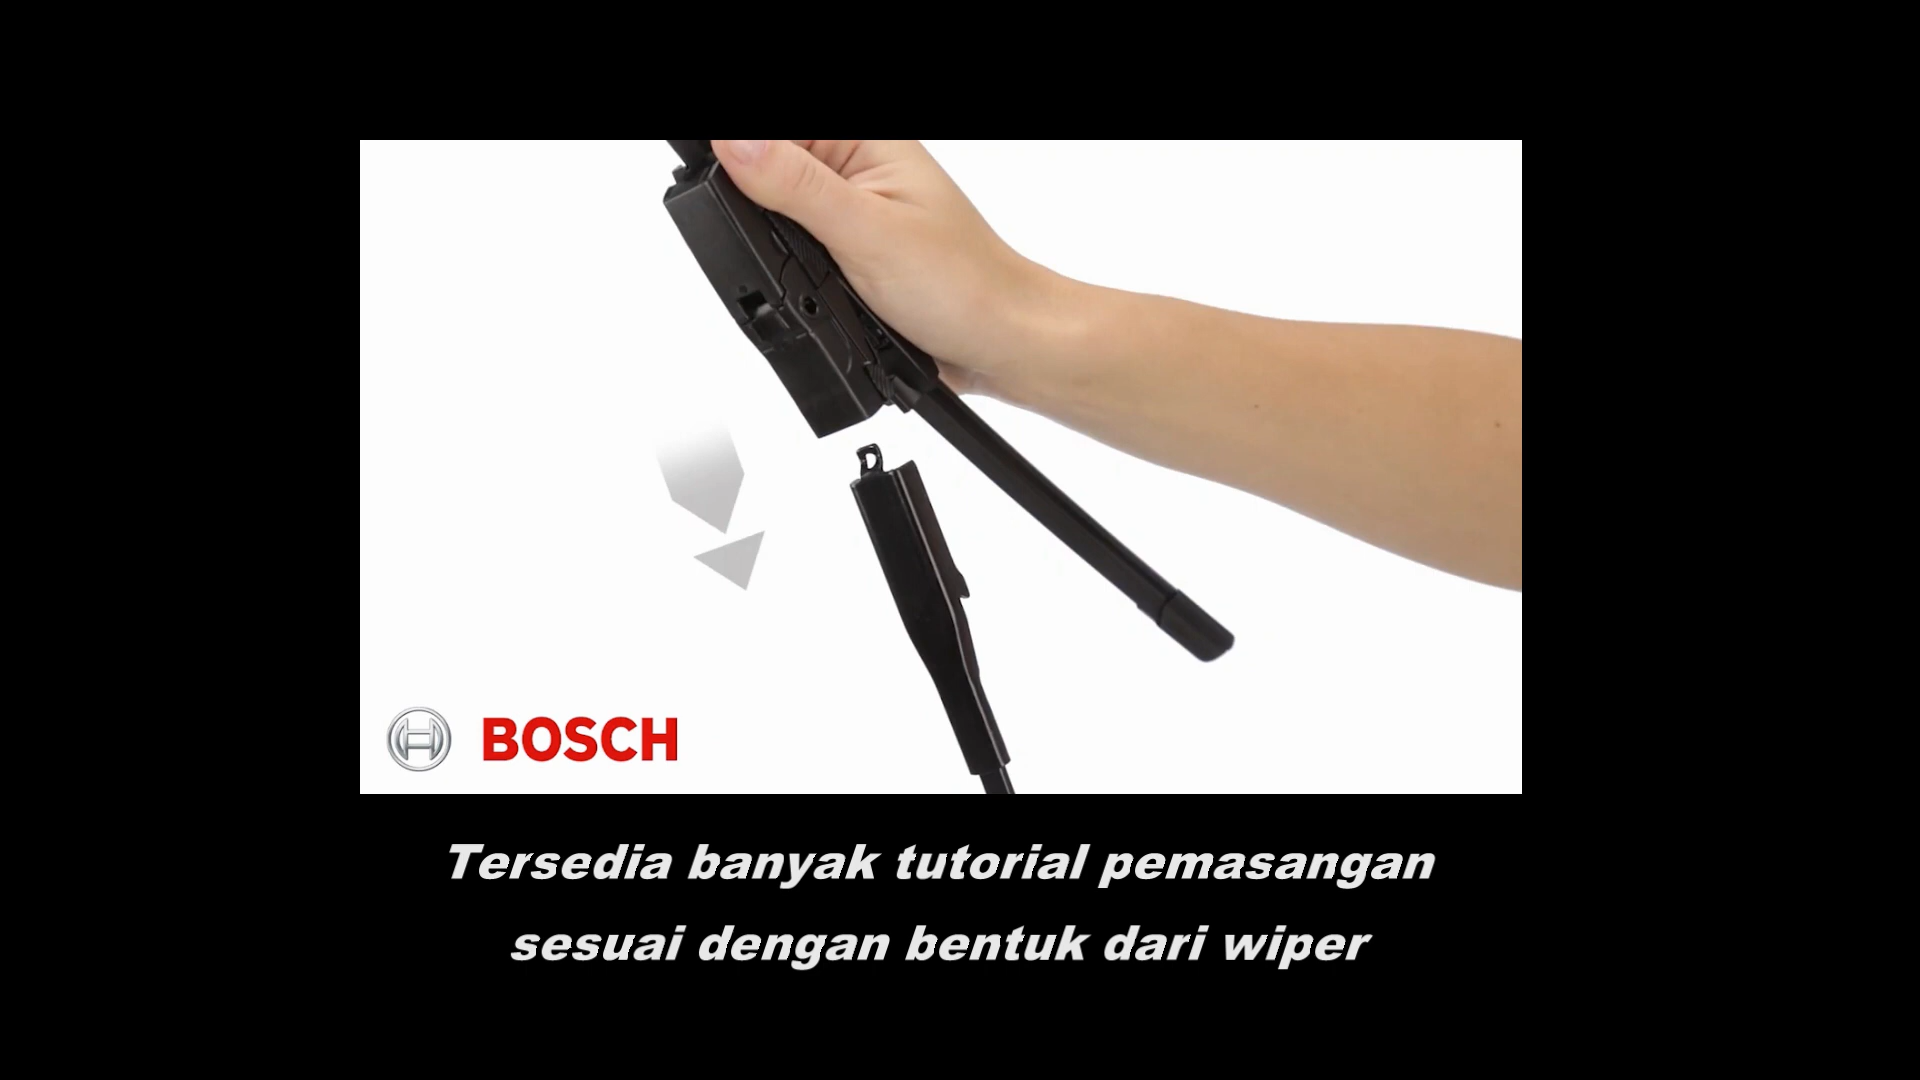 BOSCH
Tersedia banyak tutorial pemasangan
sesuai dengan bentuk dari wiper